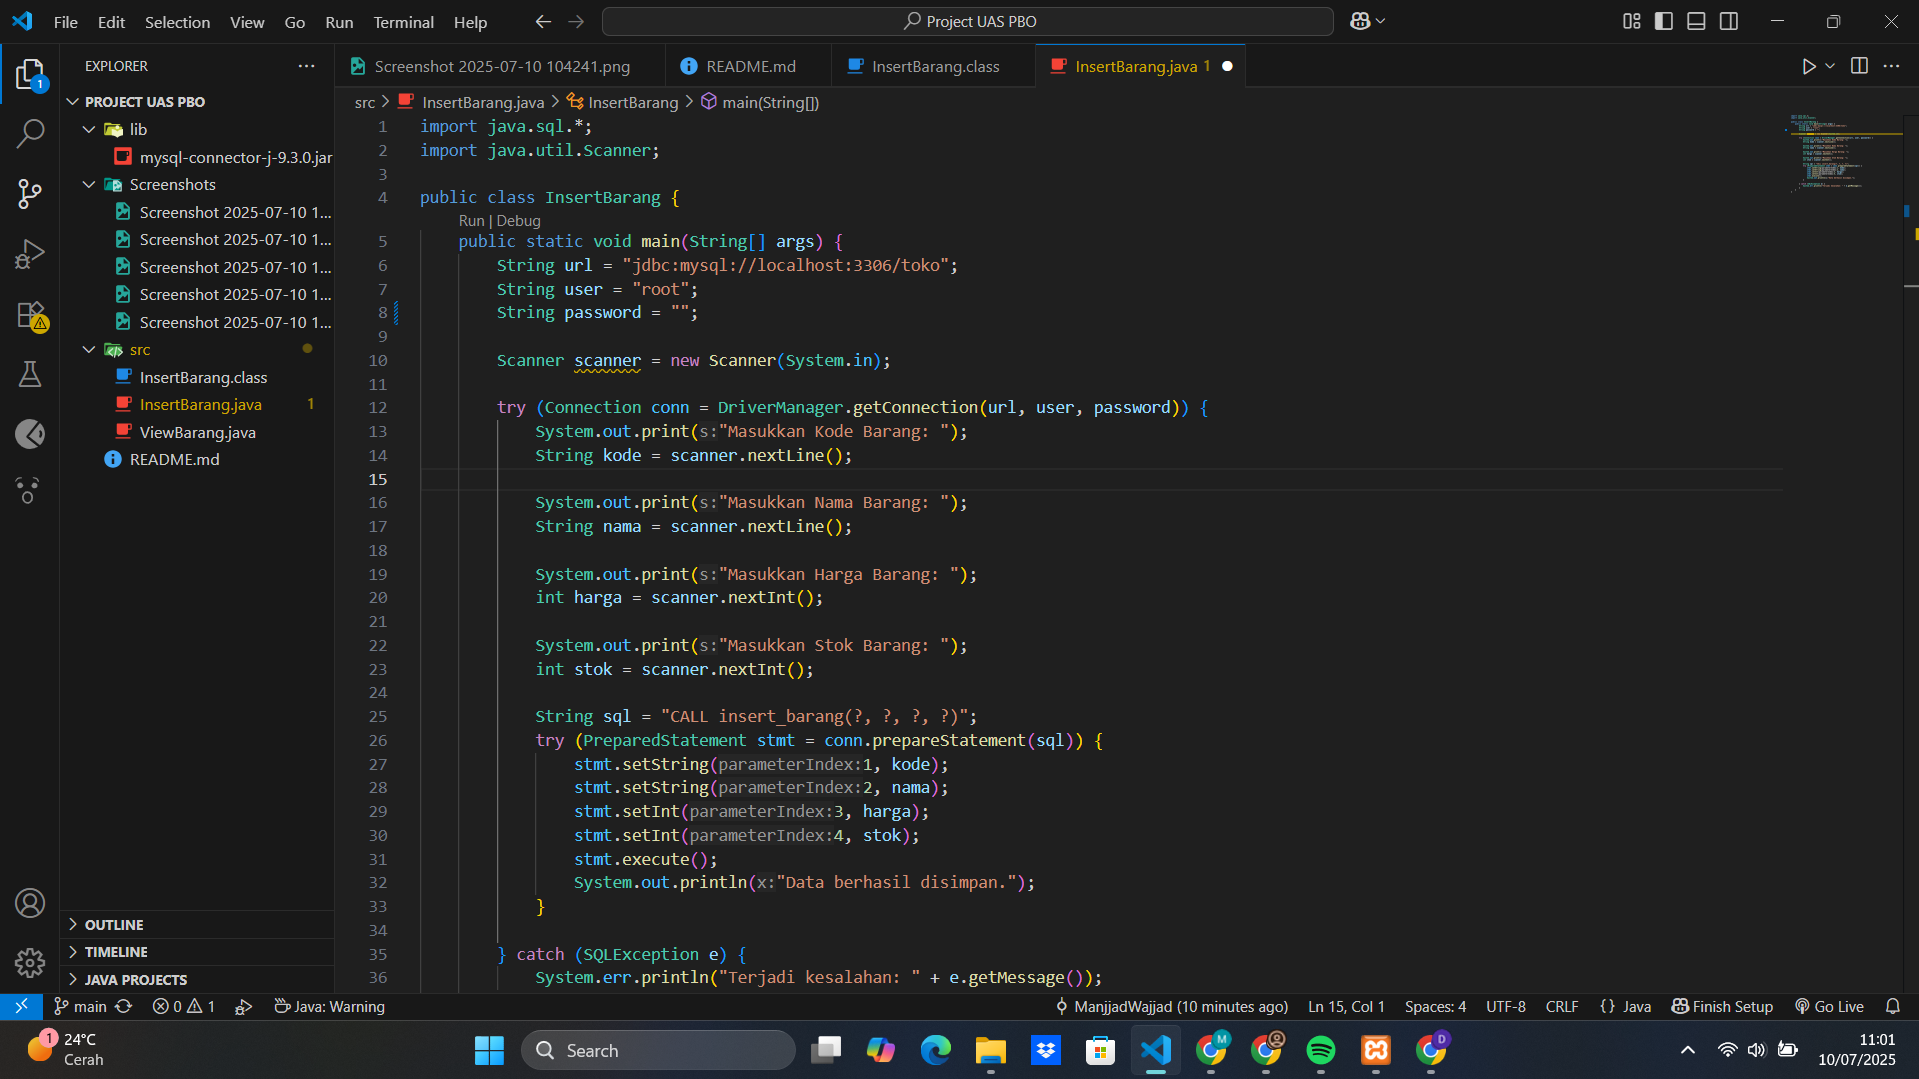 File Edit Selection View Go Run Terminal Help
Project UAS PBO
EXPLORER
PROJECT UAS PBO
lib
mysql-connector-j-9.3.0.jar
Screenshots
Screenshot 2025-07-10 1...
Screenshot 2025-07-10 1...
Screenshot 2025-07-10 1...
Screenshot 2025-07-10 1...
Screenshot 2025-07-10 1...
src
InsertBarang.class
InsertBarang.java 1
ViewBarang.java
README.md
OUTLINE
TIMELINE
JAVA PROJECTS
1
Screenshot 2025-07-10 104241.png README.md InsertBarang.class InsertBarang.java 1
src > InsertBarang.java > InsertBarang > main(String[])
1 import java.sql.*;
2 import java.util.Scanner;
3
4 public class InsertBarang {
Run | Debug
5 public static void main(String[] args) {
6 String url = "jdbc:mysql://localhost:3306/toko";
7 String user = "root";
8 String password = "";
9
10 Scanner scanner = new Scanner(System.in);
11
12 try (Connection conn = DriverManager.getConnection(url, user, password)) {
13 System.out.print(s:"Masukkan Kode Barang: ");
14 String kode = scanner.nextLine();
15
16 System.out.print(s:"Masukkan Nama Barang: ");
17 String nama = scanner.nextLine();
18
19 System.out.print(s:"Masukkan Harga Barang: ");
20 int harga = scanner.nextInt();
21
22 System.out.print(s:"Masukkan Stok Barang: ");
23 int stok = scanner.nextInt();
24
25 String sql = "CALL insert_barang(?, ?, ?, ?)";
26 try (PreparedStatement stmt = conn.prepareStatement(sql)) {
27 stmt.setString(parameterIndex:1, kode);
28 stmt.setString(parameterIndex:2, nama);
29 stmt.setInt(parameterIndex:3, harga);
30 stmt.setInt(parameterIndex:4, stok);
31 stmt.execute();
32 System.out.println(x:"Data berhasil disimpan.");
33 }
34
35 } catch (SQLException e) {
36 System.err.println("Terjadi kesalahan: " + e.getMessage());
main 0 1 Java: Warning ManjjadWajjad (10 minutes ago) Ln 15, Col 1 Spaces: 4 UTF-8 CRLF {} Java Finish Setup Go Live
1
24°C
Cerah
Search
M
D
11:01
10/07/2025